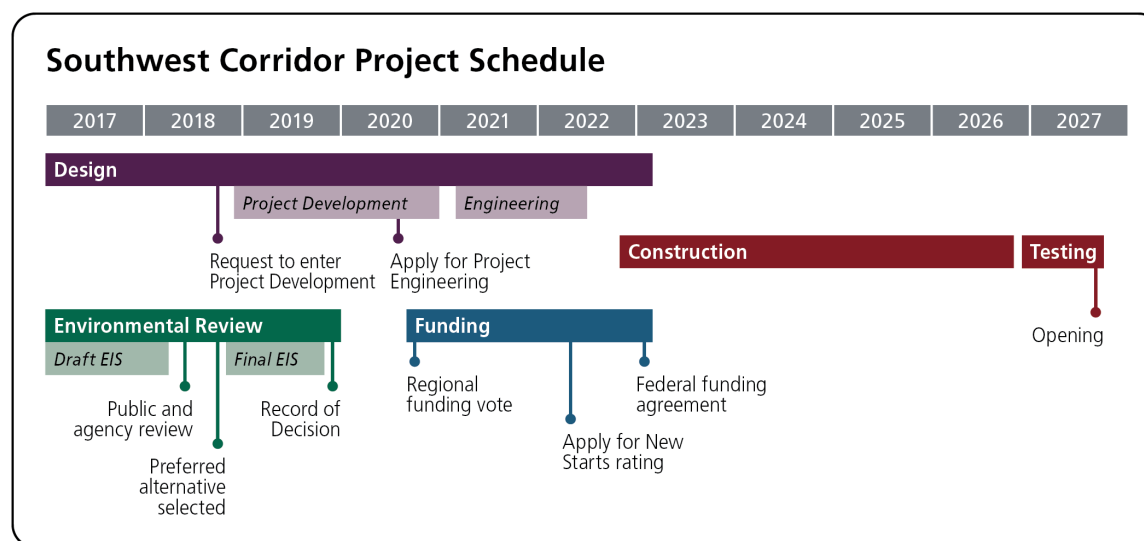 Southwest Corridor Project Schedule
2017 2018 2019 2020 2021 2022 2023 2024 2025 2026 2027
Design
Project Development
Engineering
Request to enter
Project Development
Apply for Project
Engineering
Construction
Testing
Opening
Environmental Review
Draft EIS
Final EIS
Public and
agency review
Preferred
alternative
selected
Record of
Decision
Funding
Regional
funding vote
Apply for New
Starts rating
Federal funding
agreement